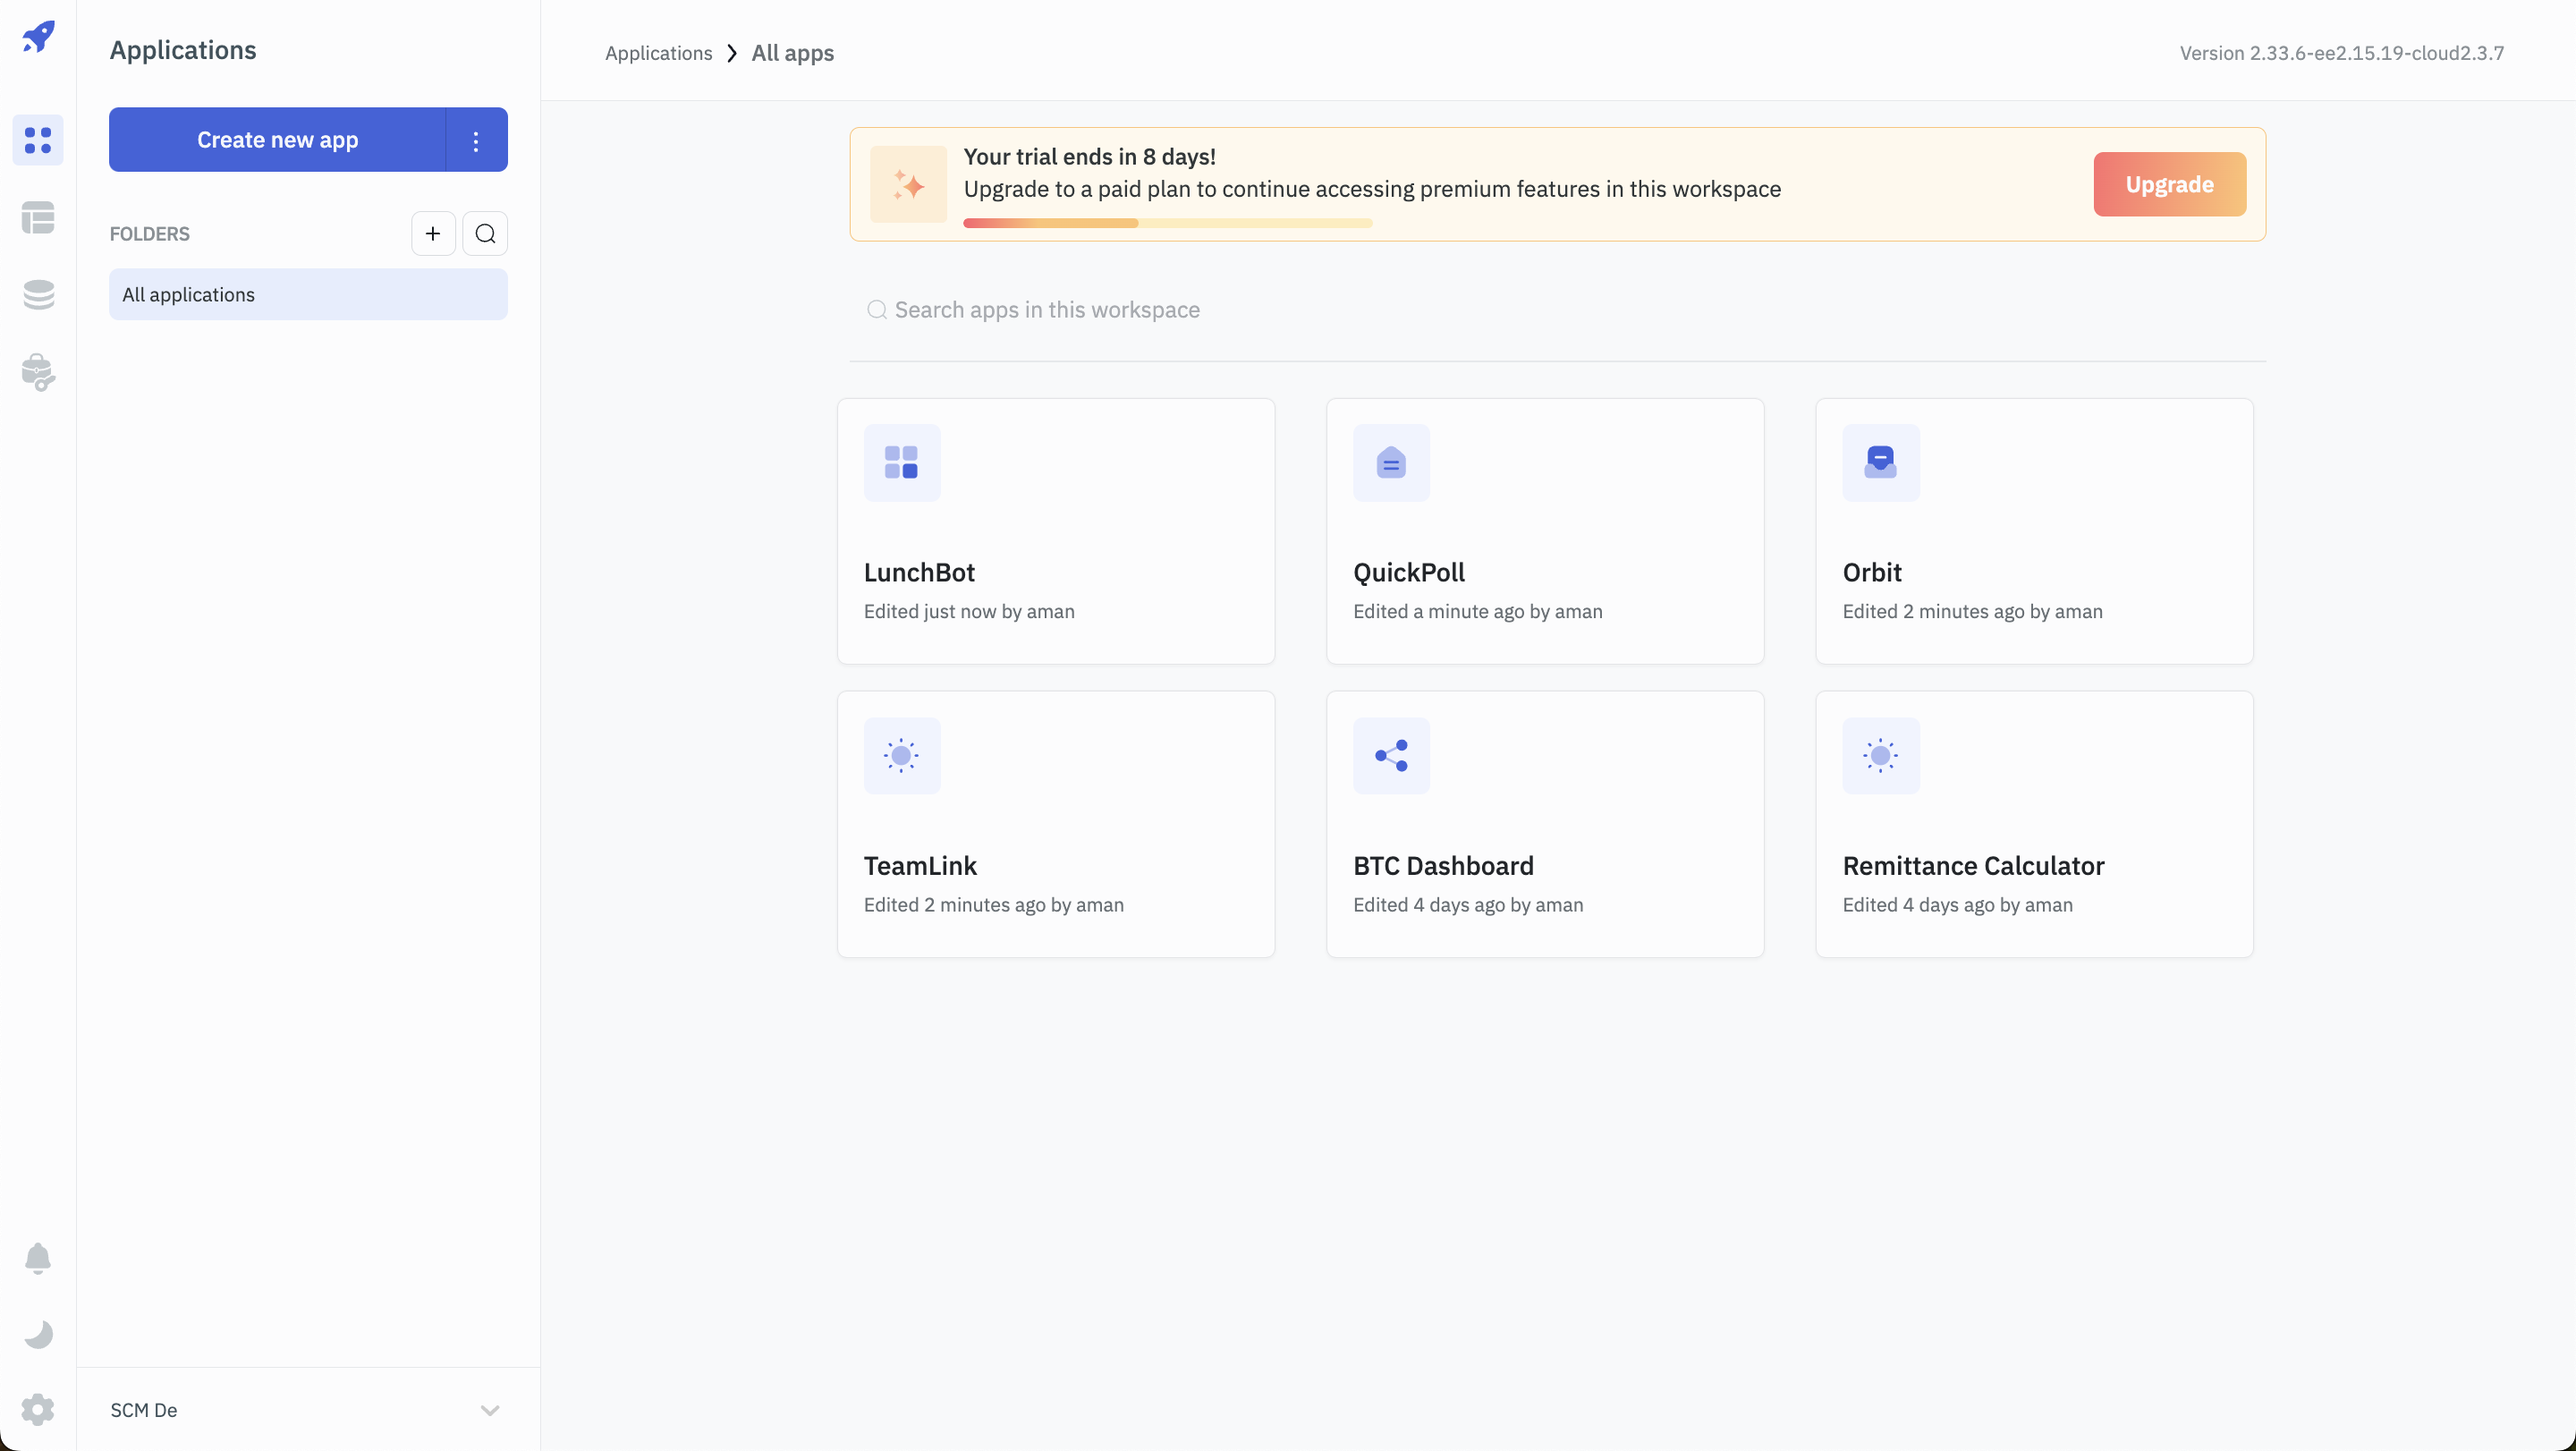 Applications
Create new app
FOLDERS
All applications
SCM De
Applications All apps
Version 2.33.6-ee2.15.19-cloud2.3.7
Your trial ends in 8 days!
Upgrade to a paid plan to continue accessing premium features in this workspace
Upgrade
Search apps in this workspace
LunchBot
Edited just now by aman
QuickPoll
Edited a minute ago by aman
Orbit
Edited 2 minutes ago by aman
TeamLink
Edited 2 minutes ago by aman
BTC Dashboard
Edited 4 days ago by aman
Remittance Calculator
Edited 4 days ago by aman